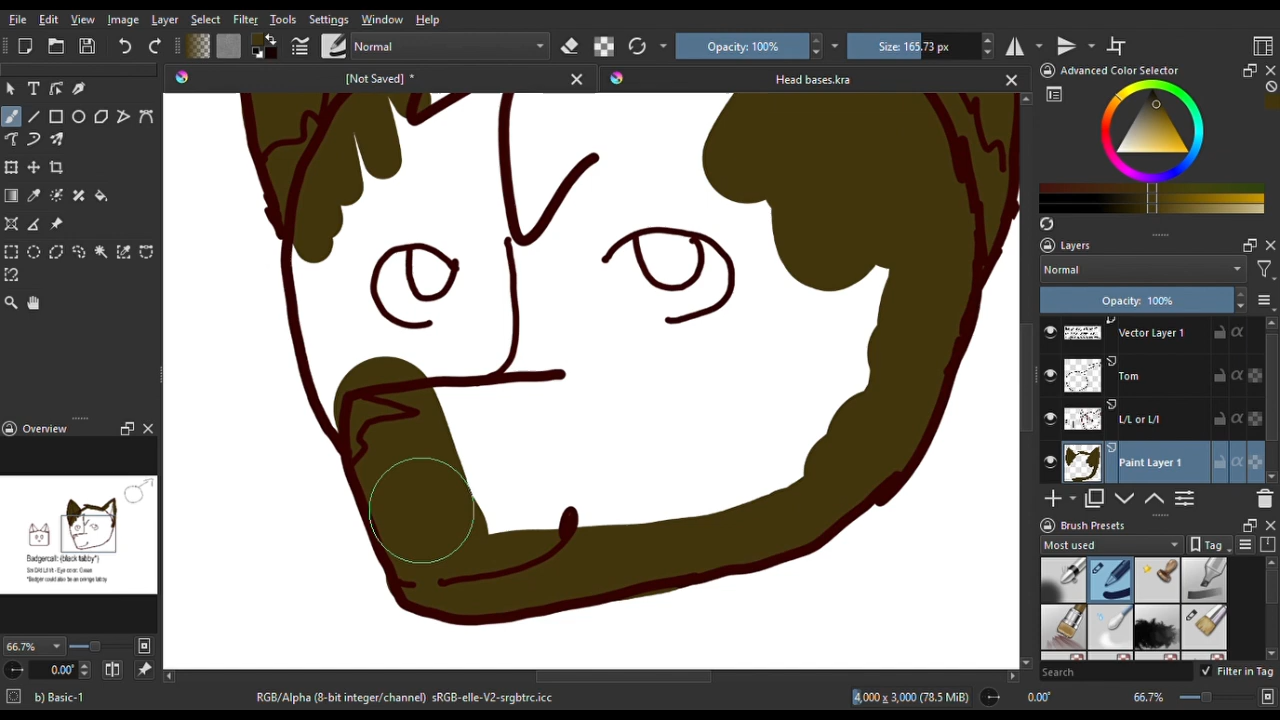 File Edit View Image Layer Select Filter Tools Settings Window Help
Normal Opacity: 100% Size: 165.73 px
[Not Saved] * Head bases.kra
Advanced Color Selector
Layers
Normal
Opacity: 100%
Vector Layer 1
Tom
L/L or L/l
Paint Layer 1
Overview
Brush Presets
Most used Tag
Search Filter in Tag
66.7%
0.00°
b) Basic-1 RGB/Alpha (8-bit integer/channel) sRGB-elle-V2-srgbtrc.icc 4,000 x 3,000 (78.5 MiB) 0.00° 66.7%